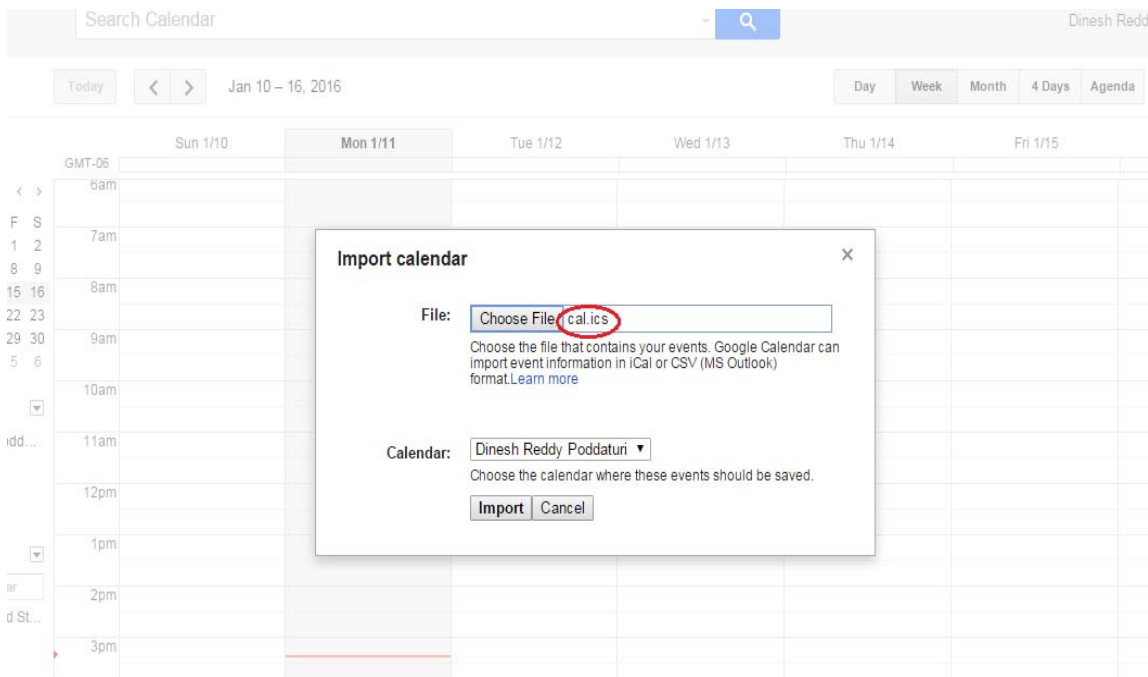 Search Calendar
Dinesh Redd
Today
Jan 10 – 16, 2016
Day Week Month 4 Days Agenda
Sun 1/10 Mon 1/11 Tue 1/12 Wed 1/13 Thu 1/14 Fri 1/15
GMT-06
6am
F S
1 2
8 9
15 16
22 23
29 30
5 6
7am
8am
9am
10am
11am
12pm
1pm
2pm
d St...
3pm
Import calendar
File: Choose File cal.ics
Choose the file that contains your events. Google Calendar can
import event information in iCal or CSV (MS Outlook)
format.Learn more
Calendar: Dinesh Reddy Poddaturi
Choose the calendar where these events should be saved.
Import Cancel